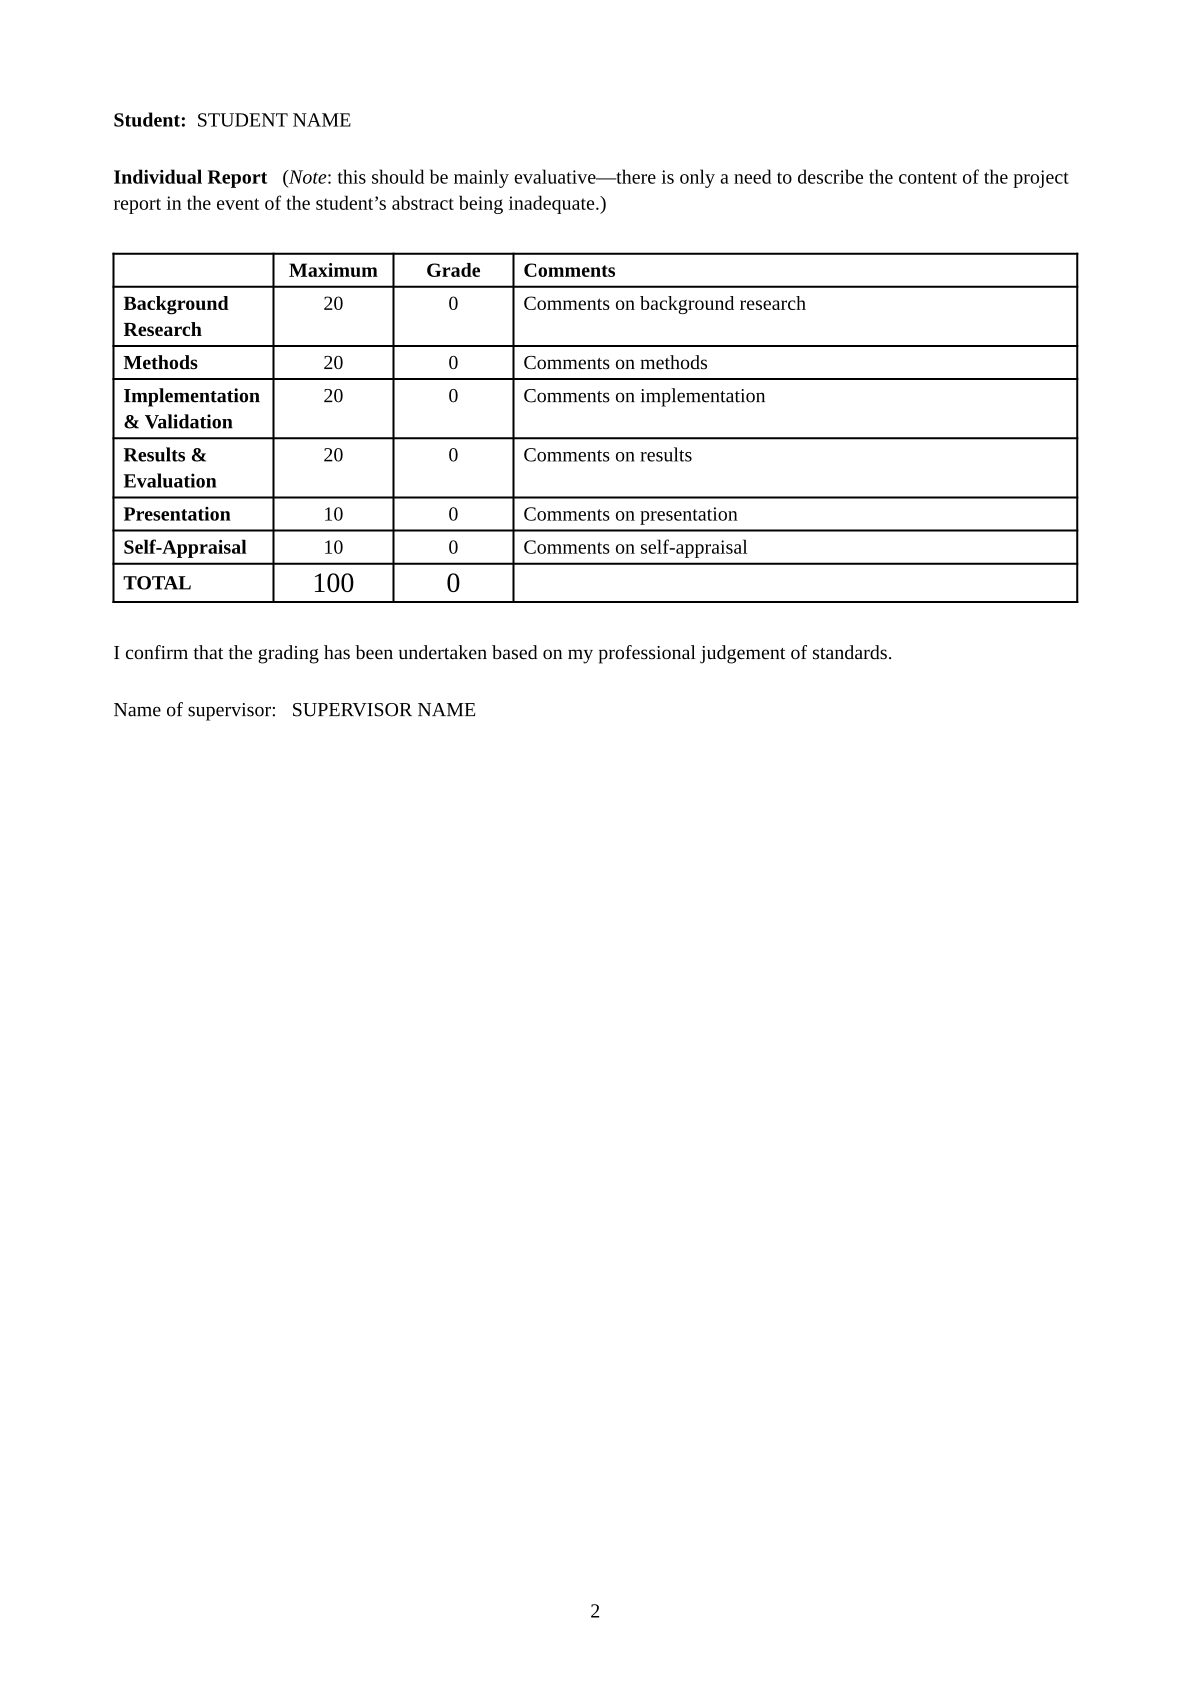 Student: STUDENT NAME
Individual Report (Note: this should be mainly evaluative—there is only a need to describe the content of the project
report in the event of the student’s abstract being inadequate.)
Maximum Grade Comments
Background 20 0 Comments on background research
Research
Methods 20 0 Comments on methods
Implementation 20 0 Comments on implementation
& Validation
Results & 20 0 Comments on results
Evaluation
Presentation 10 0 Comments on presentation
Self-Appraisal 10 0 Comments on self-appraisal
TOTAL 100 0
I confirm that the grading has been undertaken based on my professional judgement of standards.
Name of supervisor: SUPERVISOR NAME
2